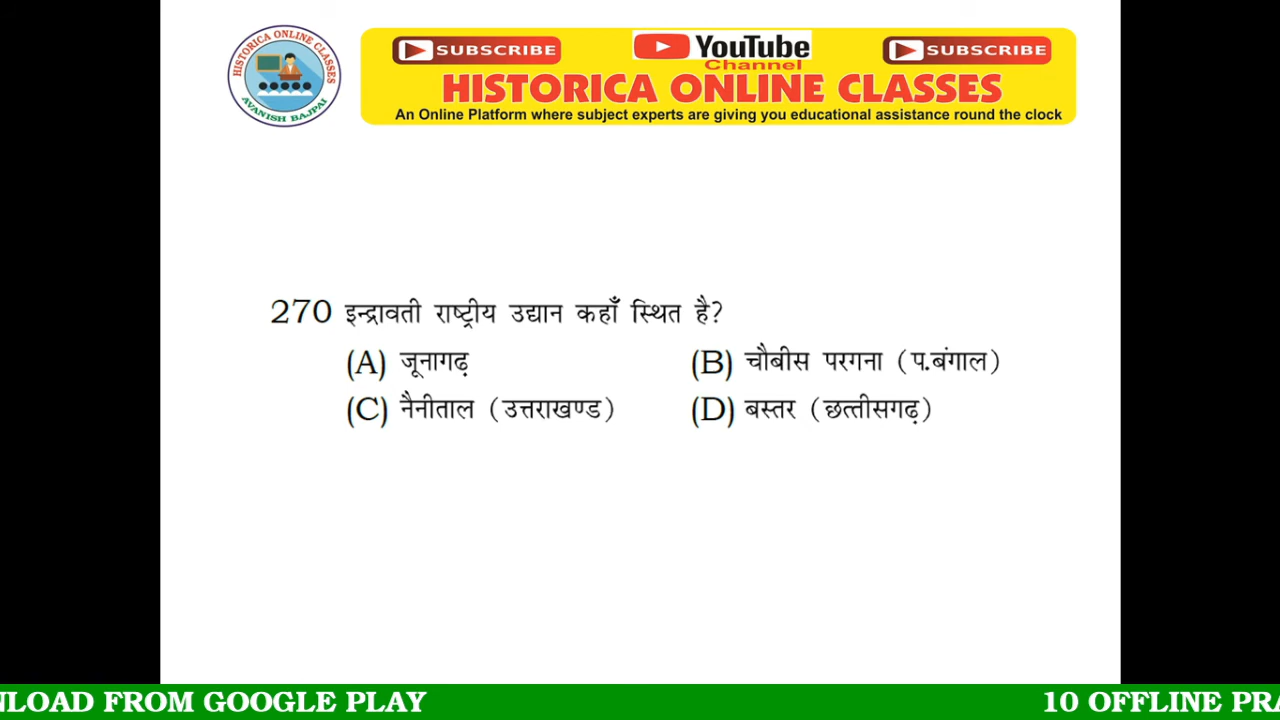 HISTORICA ONLINE CLASSES
AVANISH BAJPAI
SUBSCRIBE
YouTube
SUBSCRIBE
Channel
HISTORICA ONLINE CLASSES
An Online Platform where subject experts are giving you educational assistance round the clock
270 इन्द्रावती राष्ट्रीय उद्यान कहाँ स्थित है?
(A) जूनागढ़ (B) चौबीस परगना (प.बंगाल)
(C) नैनीताल (उत्तराखण्ड) (D) बस्तर (छत्तीसगढ़)
NLOAD FROM GOOGLE PLAY 10 OFFLINE PRA